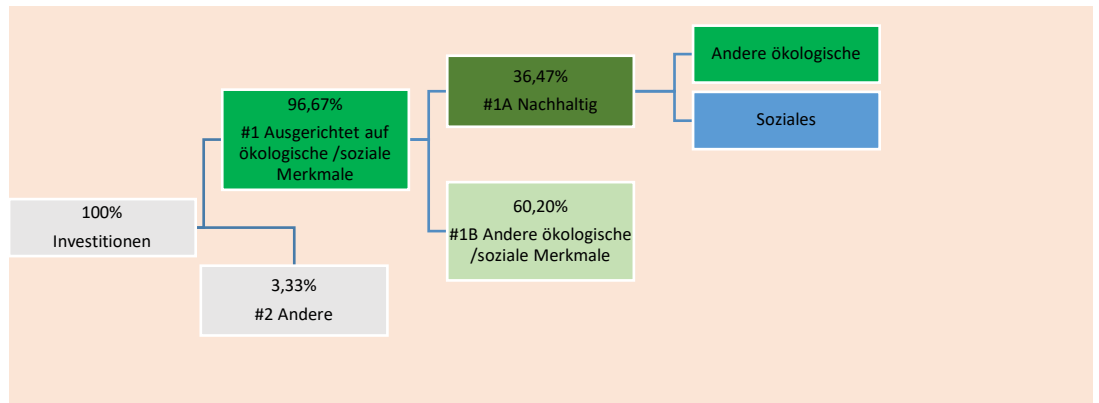 100%
Investitionen
96,67%
#1 Ausgerichtet auf
ökologische /soziale
Merkmale
3,33%
#2 Andere
36,47%
#1A Nachhaltig
60,20%
#1B Andere ökologische
/soziale Merkmale
Andere ökologische
Soziales